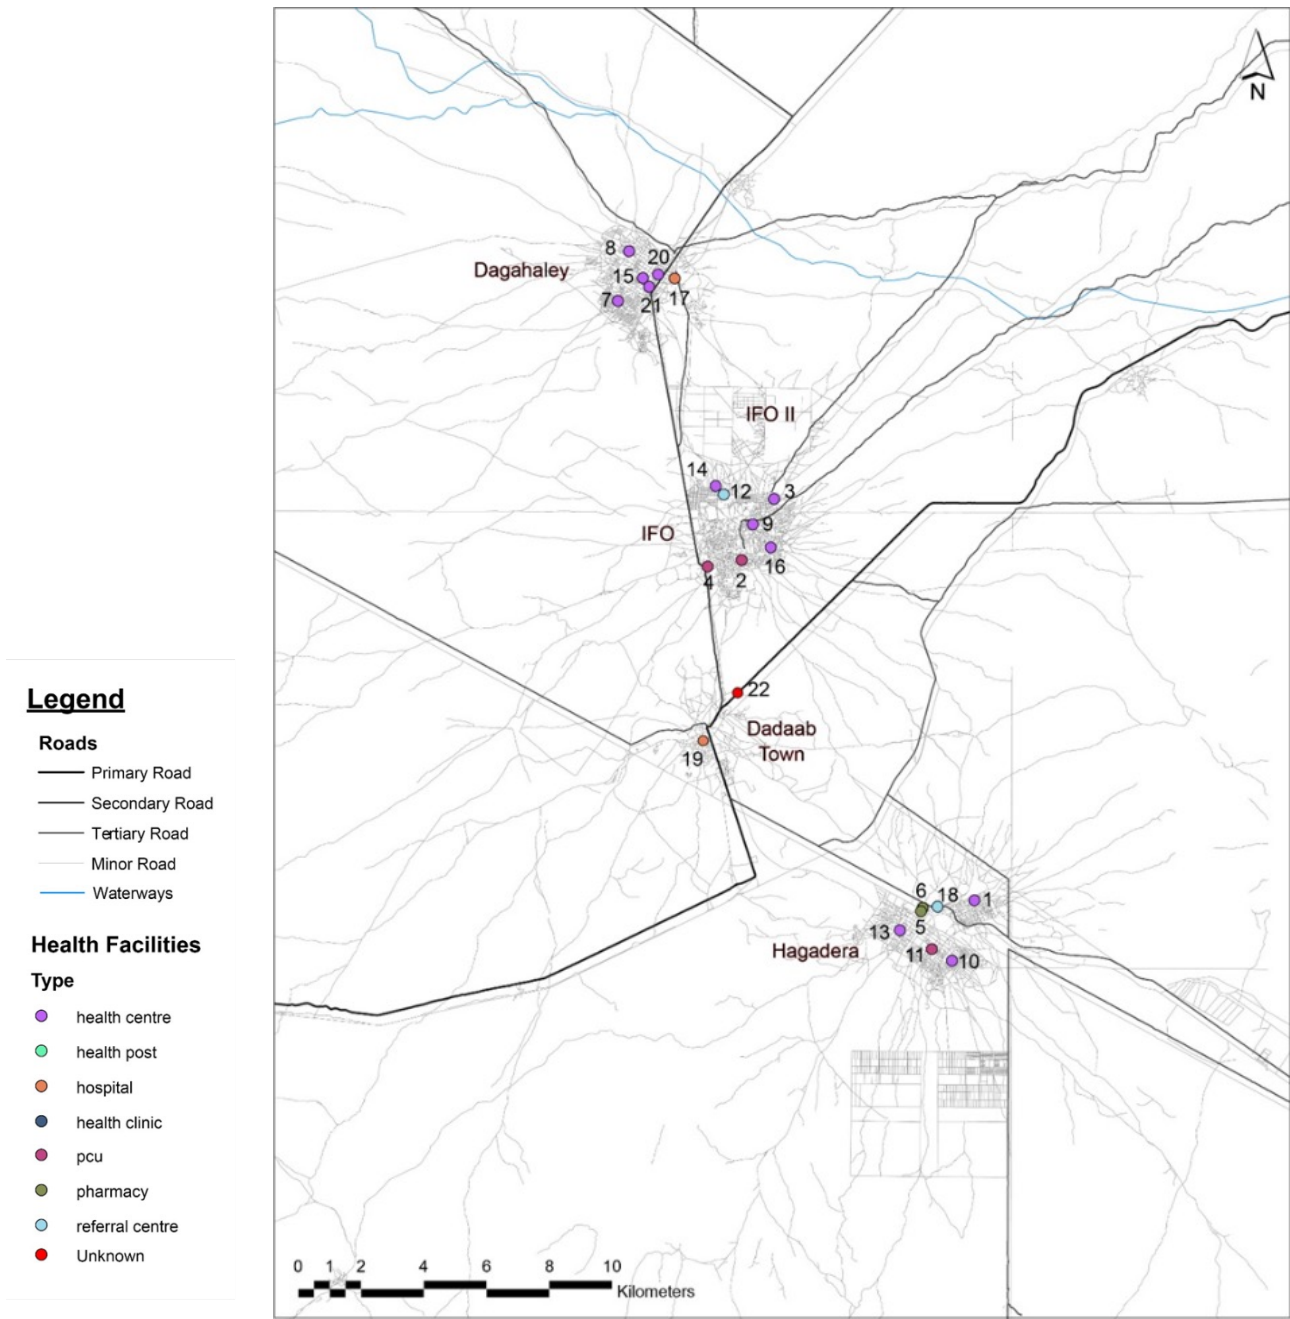 N
8
20
Dagahaley
15
17
7
21
IFO II
14
12
3
9
IFO
4
2
16
22
Dadaab
Town
19
6
18
1
5
13
11
10
Hagadera
Legend
Roads
Primary Road
Secondary Road
Tertiary Road
Minor Road
Waterways
Health Facilities
Type
health centre
health post
hospital
health clinic
pcu
pharmacy
referral centre
Unknown
0 1 2 4 6 8 10
Kilometers